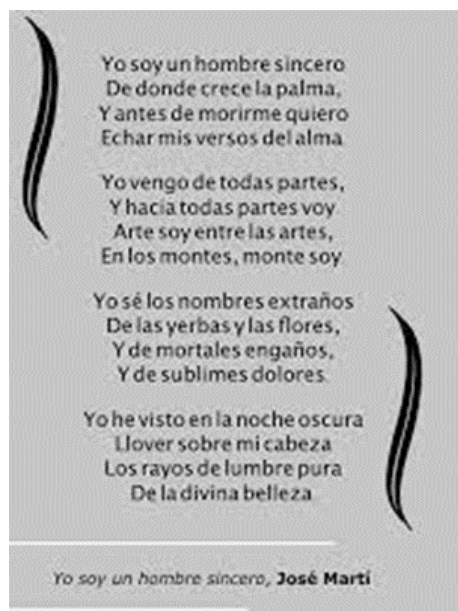 Yo soy un hombre sincero
De donde crece la palma,
Y antes de morirme quiero
Echar mis versos del alma.
Yo vengo de todas partes,
Y hacia todas partes voy
Arte soy entre las artes,
En los montes, monte soy.
Yo sé los nombres extraños
De las yerbas y las flores,
Y de mortales engaños,
Y de sublimes dolores.
Yo he visto en la noche oscura
Llover sobre mi cabeza
Los rayos de lumbre pura
De la divina belleza.
Yo soy un hombre sincero, José Martí